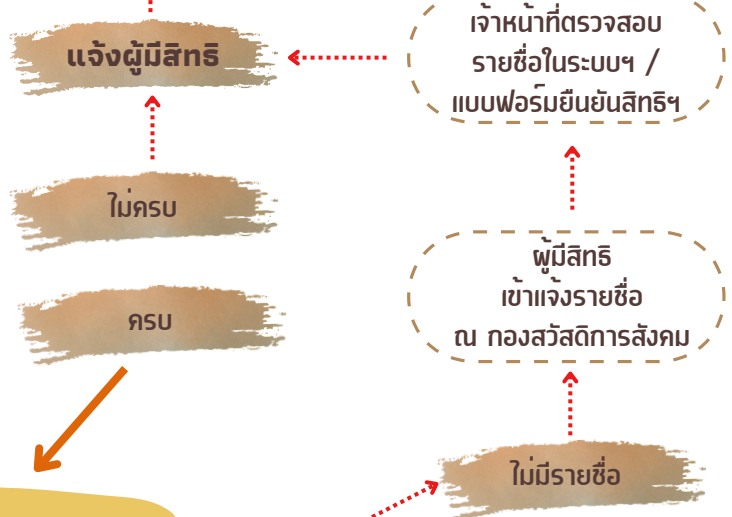 เจ้าหน้าที่ตรวจสอบ
รายชื่อในระบบฯ /
แบบฟอร์มยืนยันสิทธิฯ
แจ้งผู้มีสิทธิ
ไม่ครบ
ครบ
ผู้มีสิทธิ
เข้าแจ้งรายชื่อ
ณ กองสวัสดิการสังคม
ไม่มีรายชื่อ